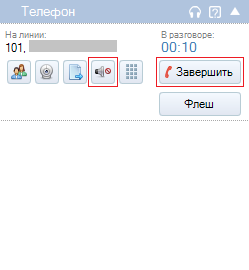 Телефон
На линии:
101,
В разговоре:
00:10
Завершить
Флеш